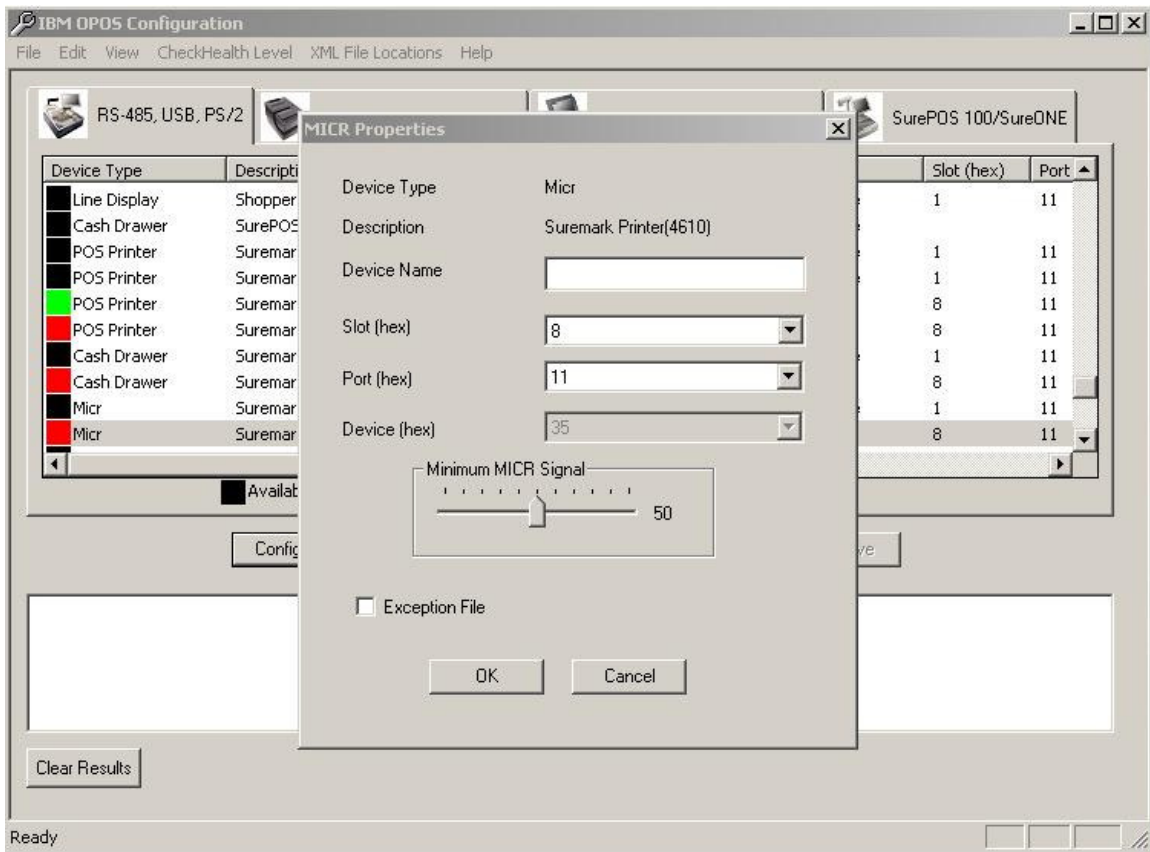 IBM OPOS Configuration
File Edit View CheckHealth Level XML File Locations Help
RS-485, USB, PS/2
SurePOS 100/SureONE
Device Type Descripti Slot (hex) Port
Line Display Shopper 1 11
Cash Drawer SurePOS
POS Printer Suremar 1 11
POS Printer Suremar 1 11
POS Printer Suremar 8 11
POS Printer Suremar 8 11
Cash Drawer Suremar 1 11
Cash Drawer Suremar 8 11
Micr Suremar 1 11
Micr Suremar 8 11
Availab
Config
ve
MICR Properties
Device Type Micr
Description Suremark Printer(4610)
Device Name
Slot (hex) 8
Port (hex) 11
Device (hex) 35
Minimum MICR Signal
50
Exception File
OK Cancel
Clear Results
Ready